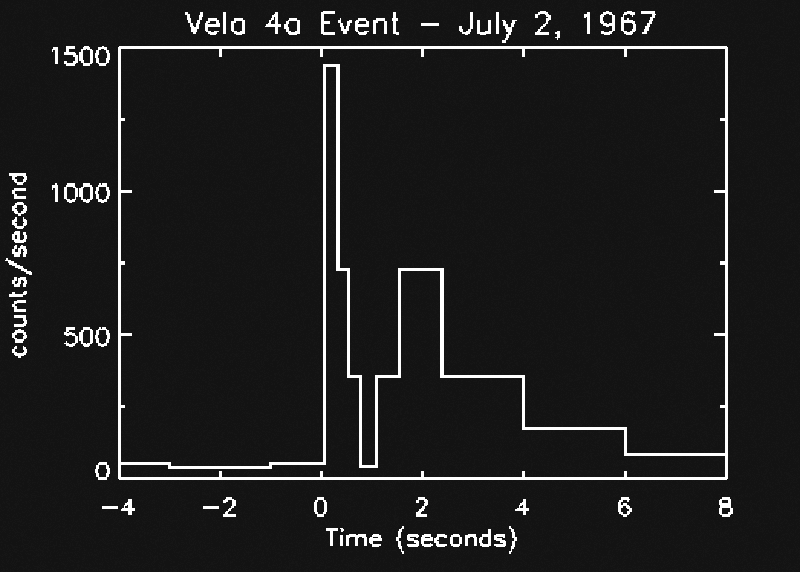 Vela 4a Event – July 2, 1967
1500
1000
500
0
counts/second
−4 −2 0 2 4 6 8
Time (seconds)